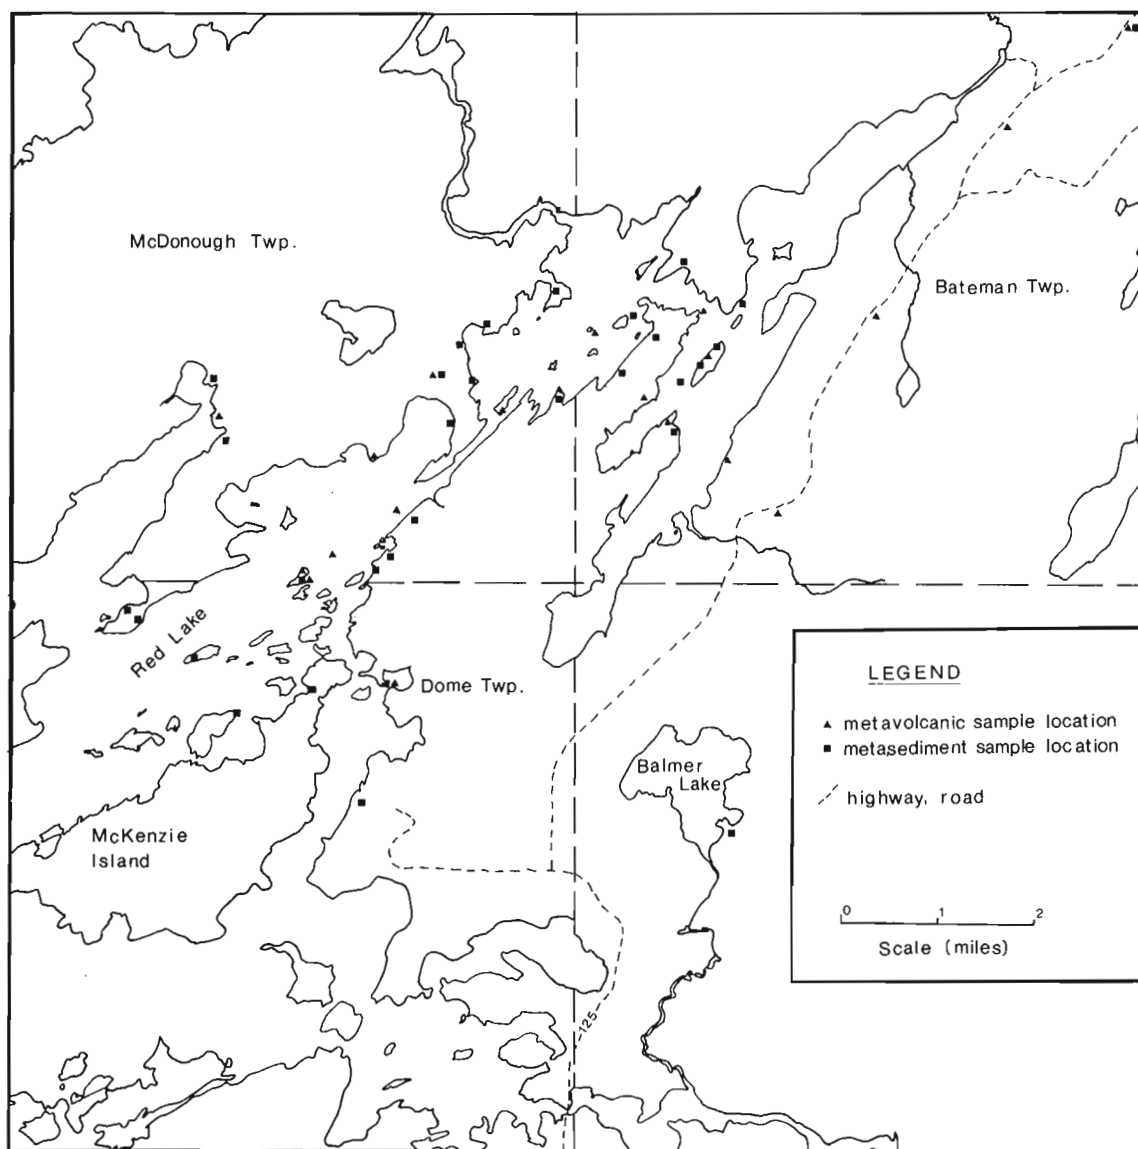 McDonough Twp.
Bateman Twp.
Red Lake
Dome Twp.
LEGEND
metavolcanic sample location
metasediment sample location
highway, road
Balmer
Lake
McKenzie
Island
0 1 2
Scale (miles)
125